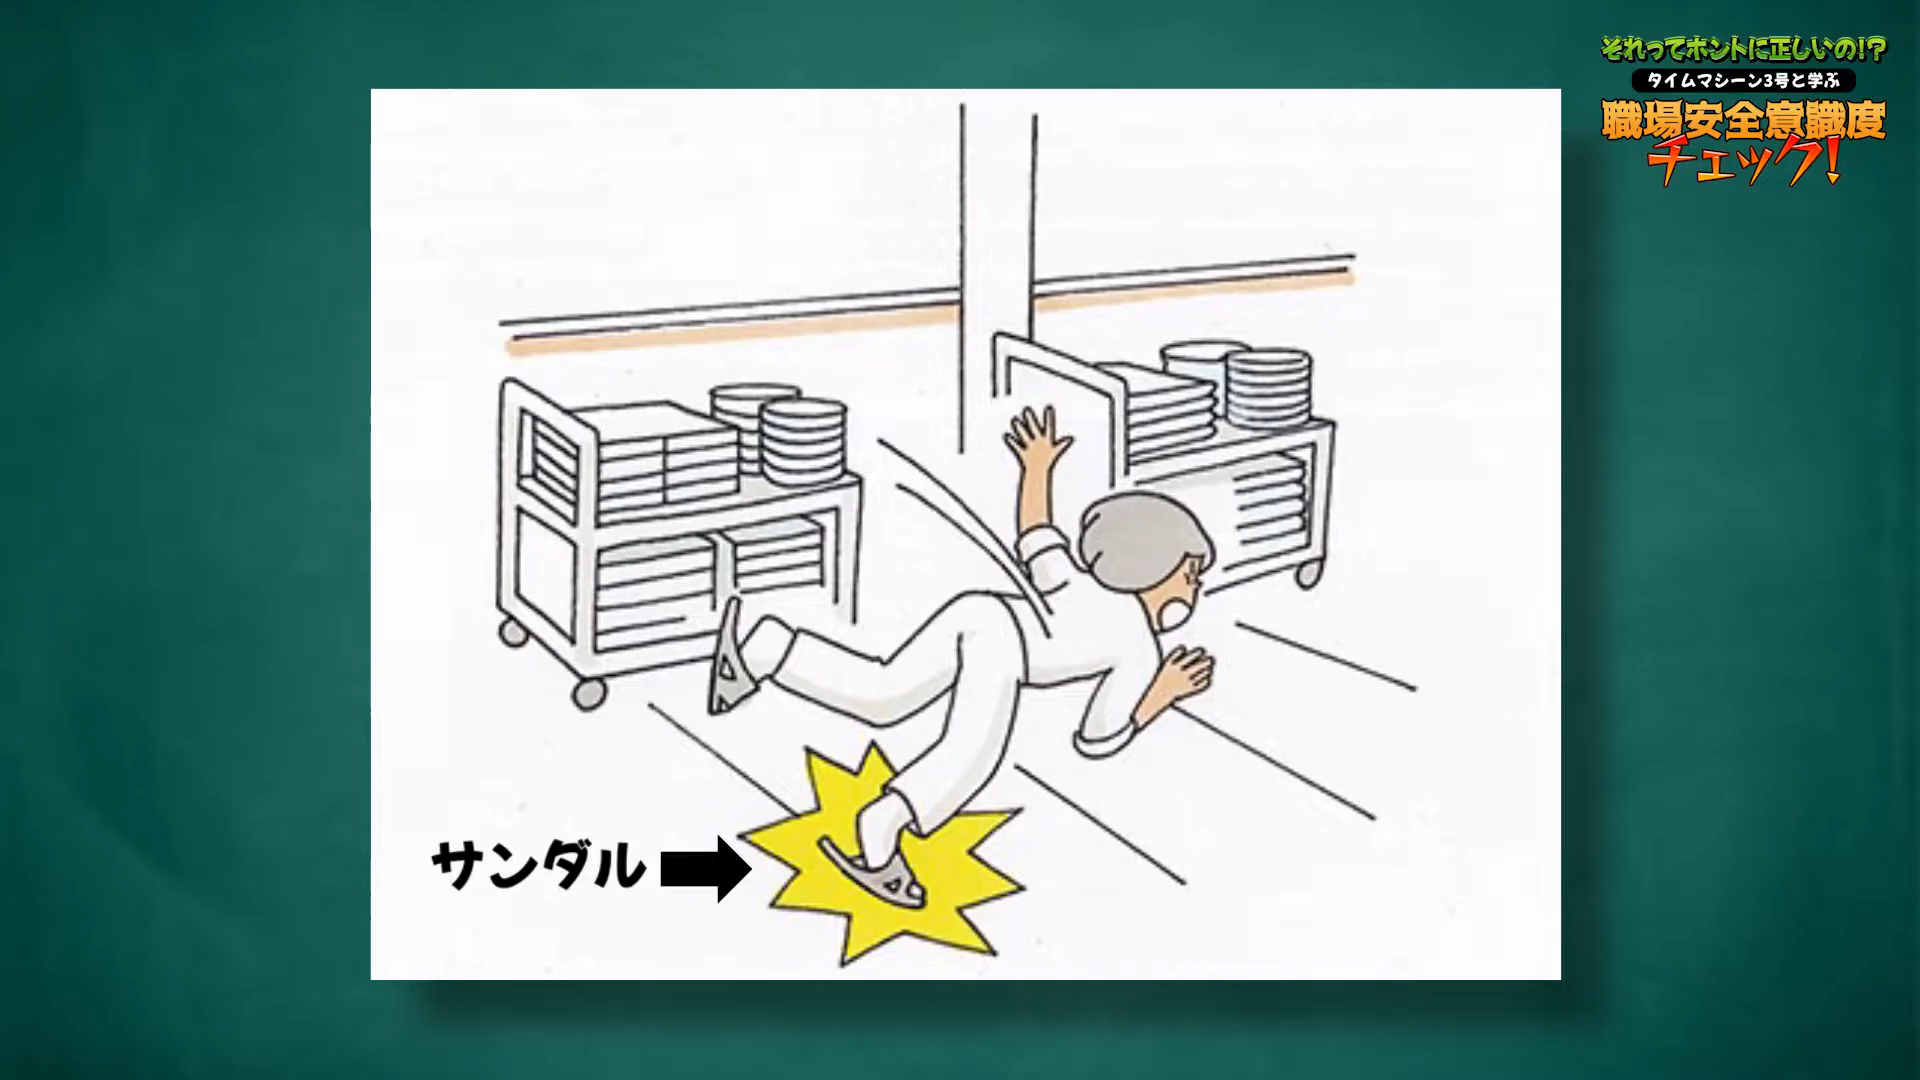 それってホントに正しいの!?
タイムマシーン3号と学ぶ
職場安全意識度
チェック!
サンダル